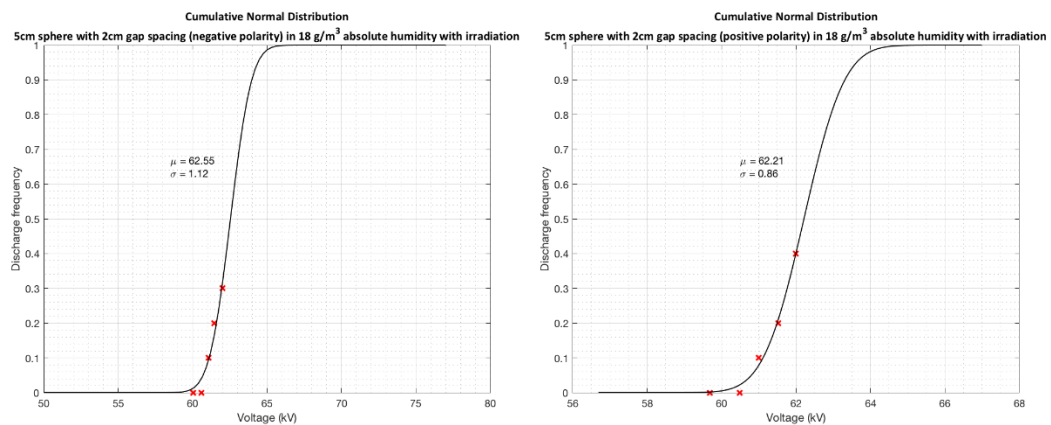 Cumulative Normal Distribution
5cm sphere with 2cm gap spacing (negative polarity) in 18 g/m³ absolute humidity with irradiation
1
0.9
0.8
0.7
0.6
0.5
0.4
0.3
0.2
0.1
0
Discharge frequency
μ = 62.55
σ = 1.12
50 55 60 65 70 75 80
Voltage (kV)
Cumulative Normal Distribution
5cm sphere with 2cm gap spacing (positive polarity) in 18 g/m³ absolute humidity with irradiation
1
0.9
0.8
0.7
0.6
0.5
0.4
0.3
0.2
0.1
0
Discharge frequency
μ = 62.21
σ = 0.86
56 58 60 62 64 66 68
Voltage (kV)